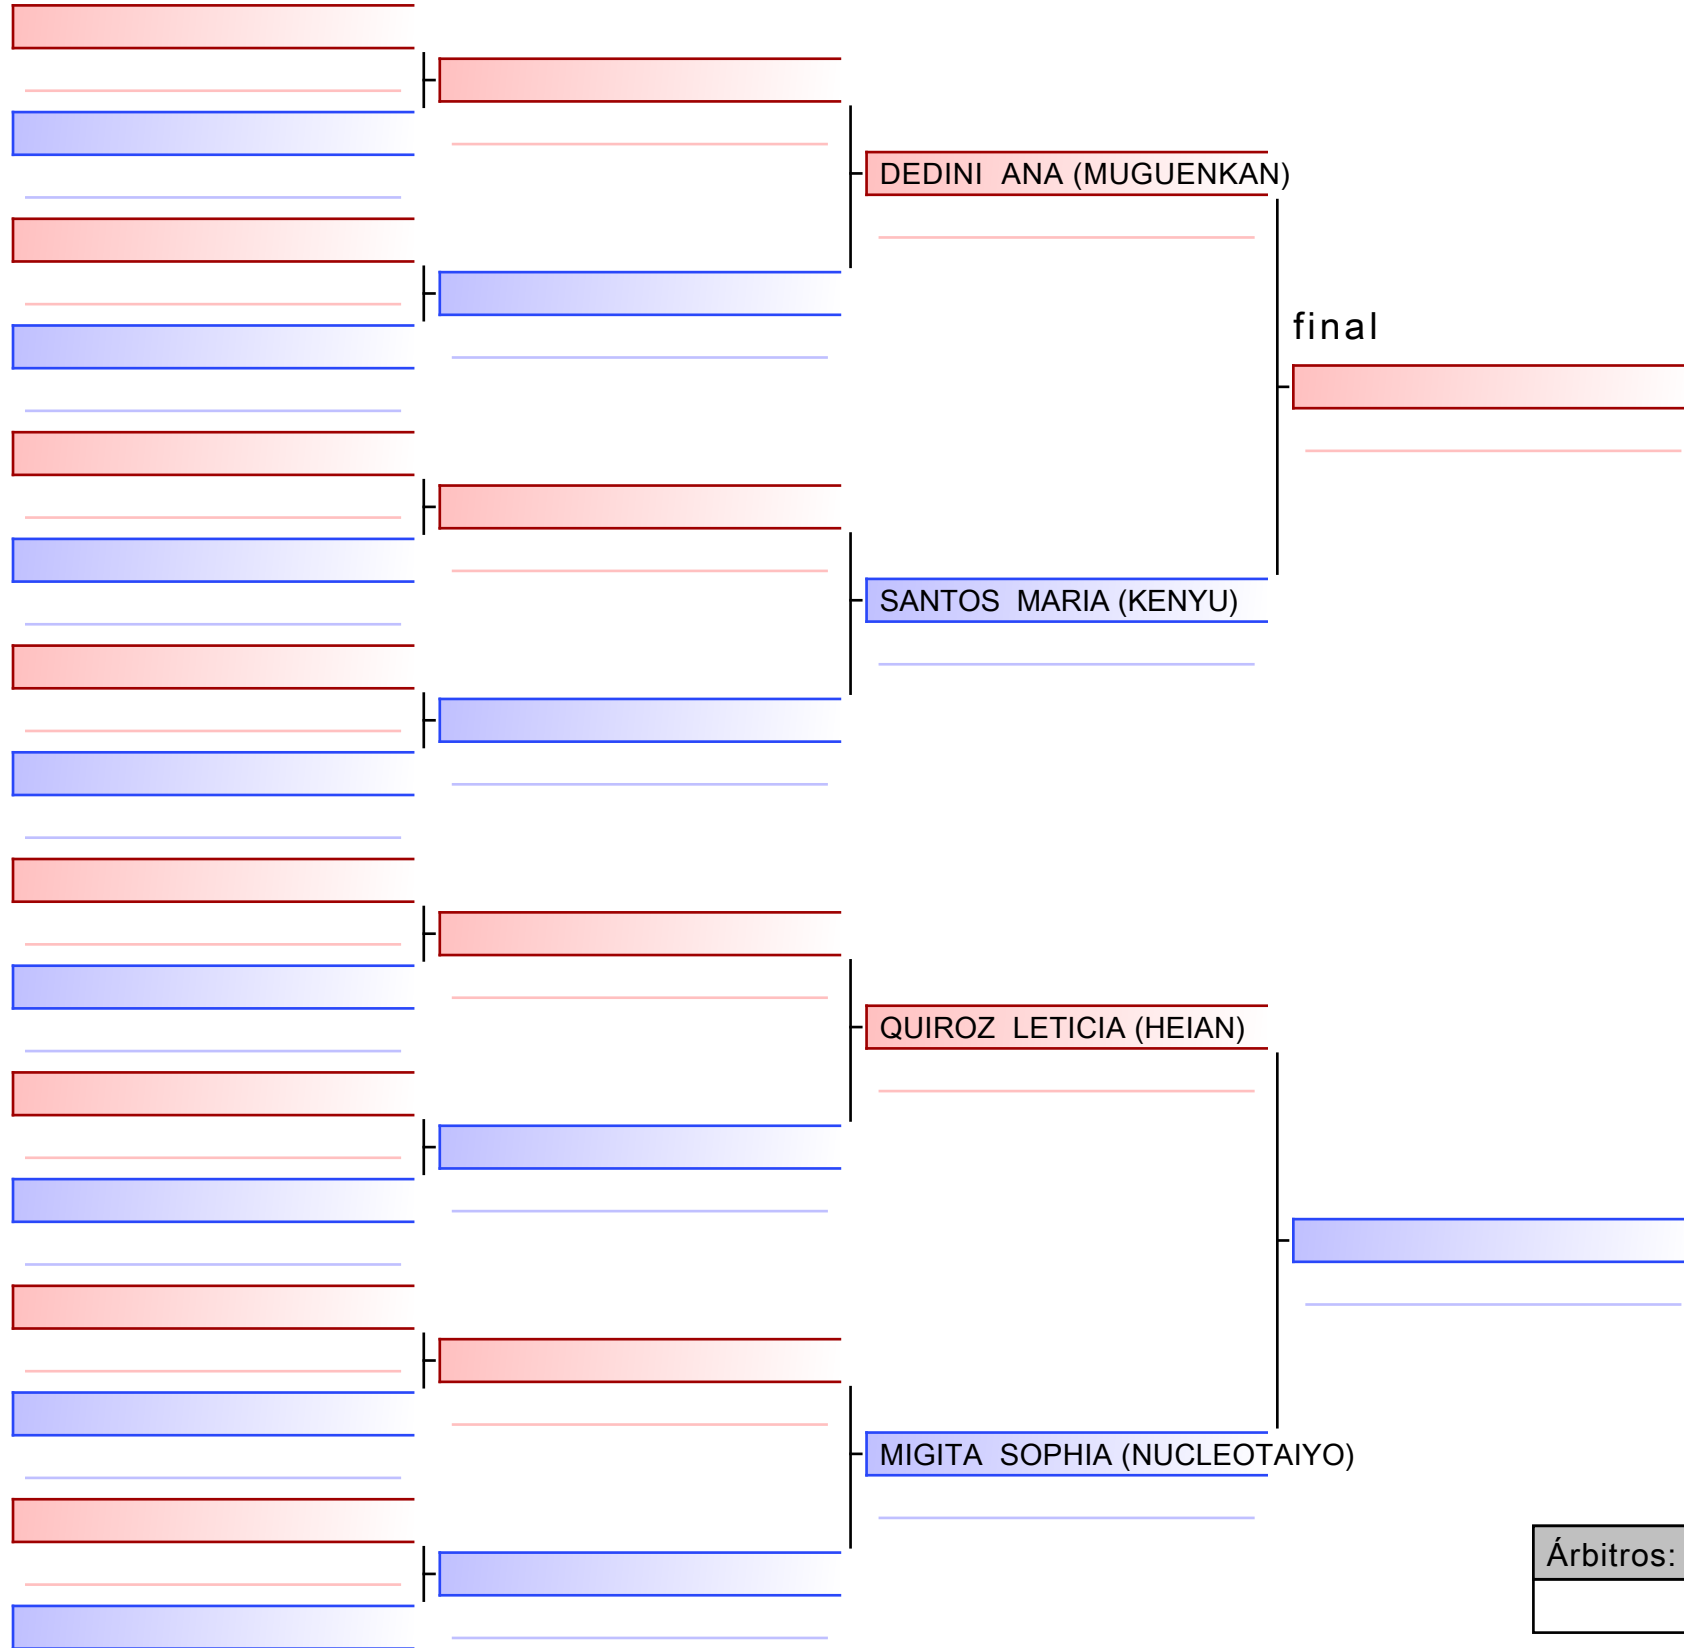 DEDINI  ANA (MUGUENKAN)
final
SANTOS  MARIA (KENYU)
QUIROZ  LETICIA (HEIAN)
MIGITA  SOPHIA (NUCLEOTAIYO)
Árbitros: